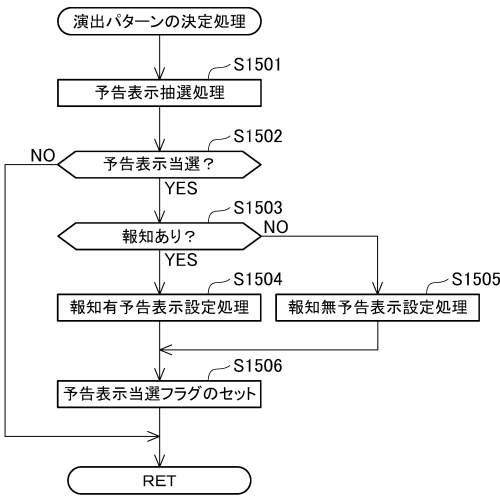 演出パターンの決定処理
S1501
予告表示抽選処理
S1502
NO
予告表示当選?
YES
S1503
報知あり?
NO
YES
S1504
S1505
報知有予告表示設定処理
報知無予告表示設定処理
S1506
予告表示当選フラグのセット
RET